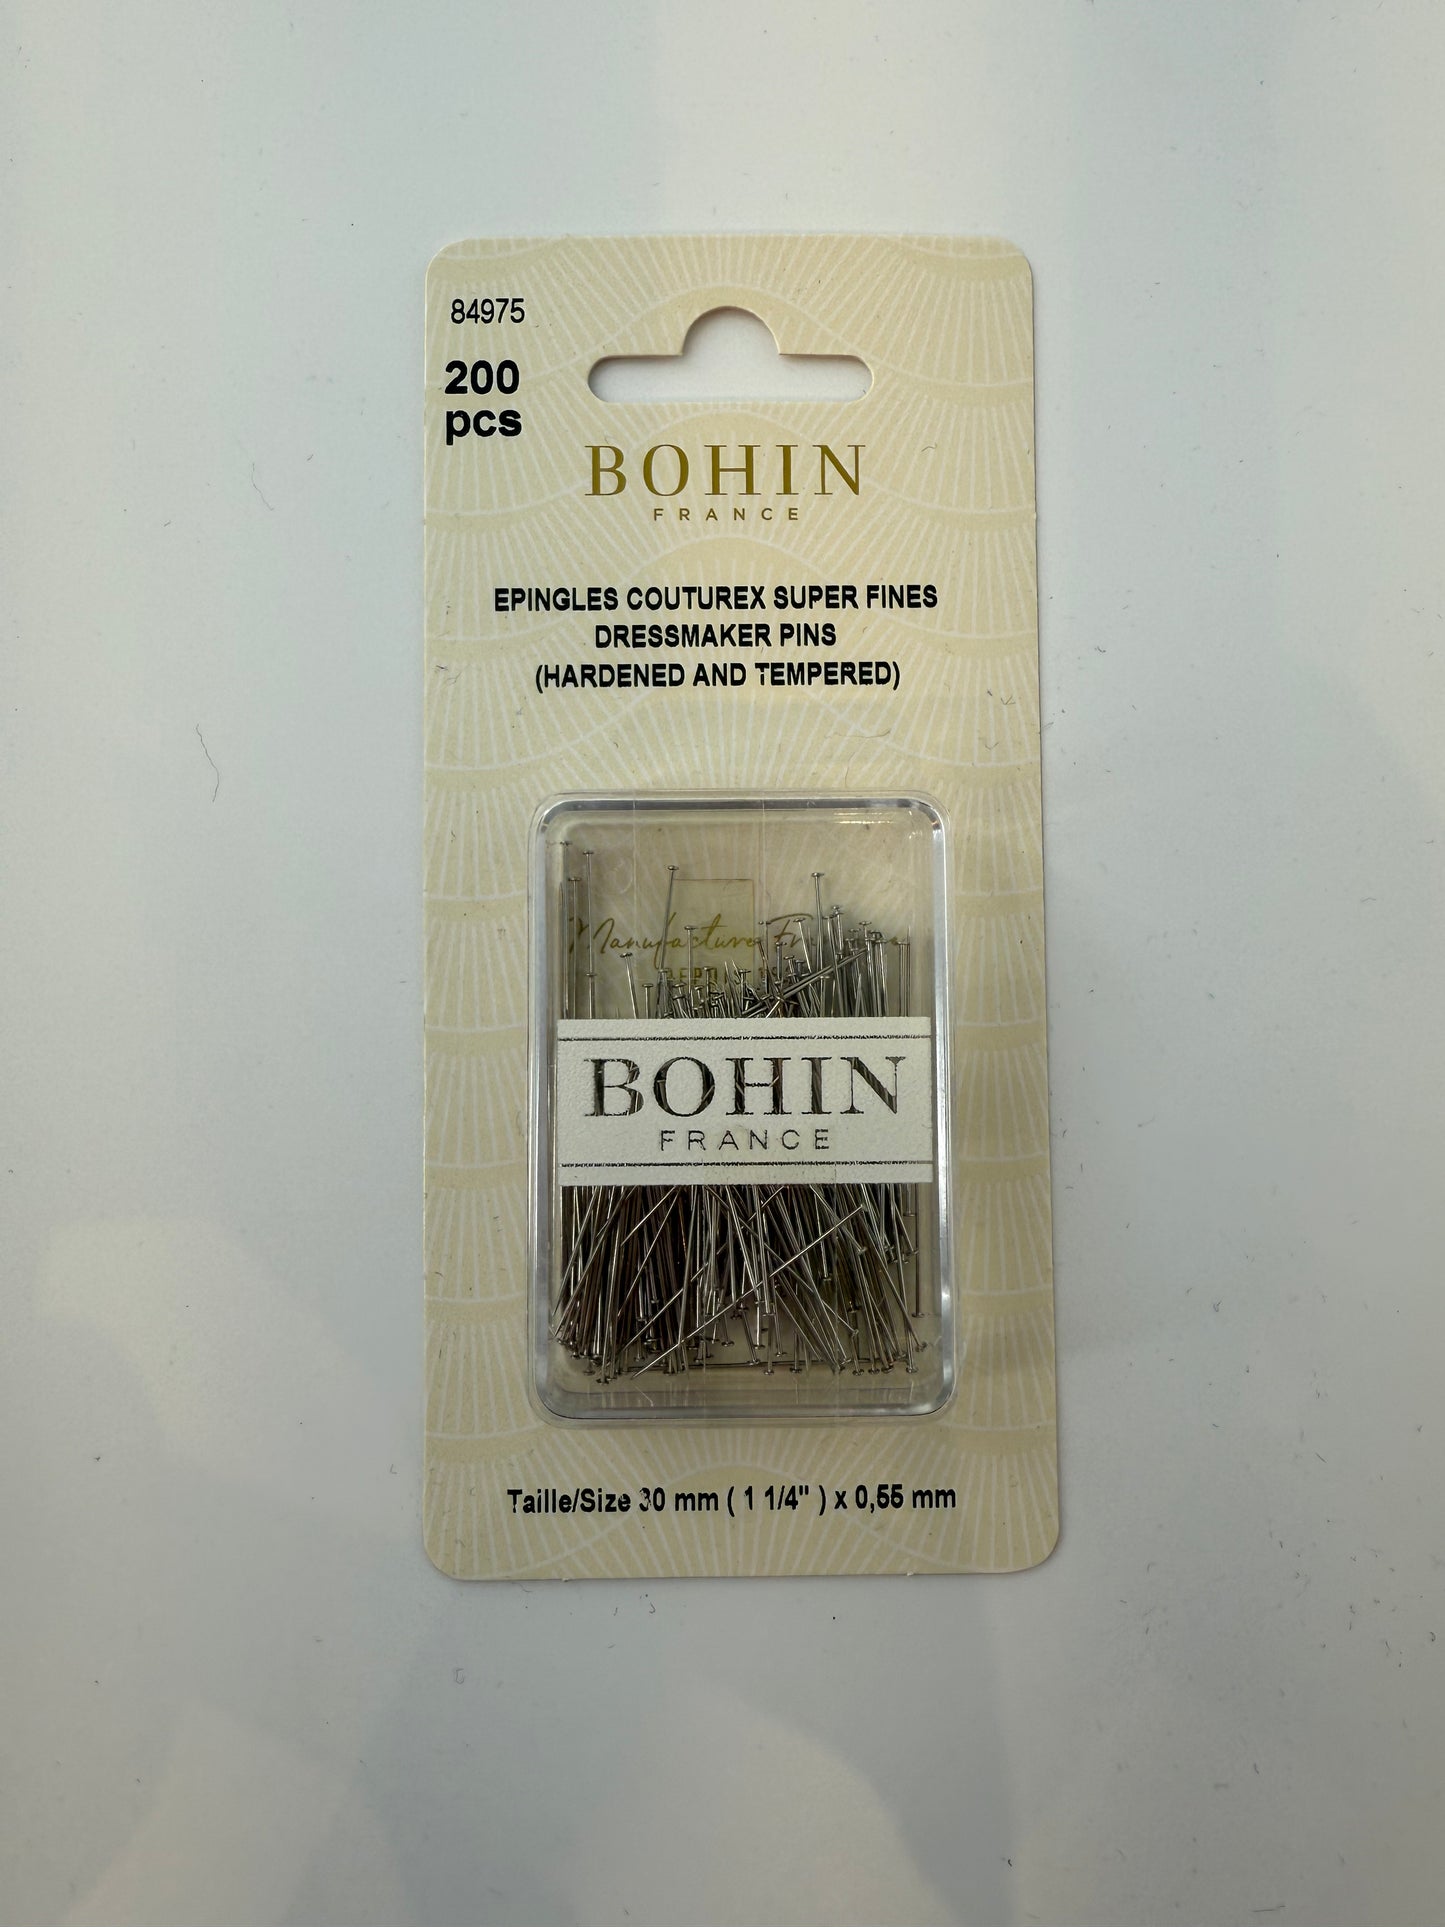 84975
200
pcs
BOHIN
FRANCE
EPINGLES COUTUREX SUPER FINES
DRESSMAKER PINS
(HARDENED AND TEMPERED)
Manufacture
BOHIN
FRANCE
Taille/Size 30 mm ( 1 1/4" ) x 0,55 mm